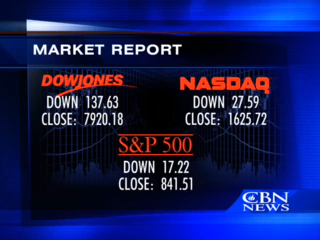 MARKET REPORT
DOWJONES
DOWN 137.63
CLOSE: 7920.18
NASDAQ
DOWN 27.59
CLOSE: 1625.72
S&P 500
DOWN 17.22
CLOSE: 841.51
CBN
NEWS